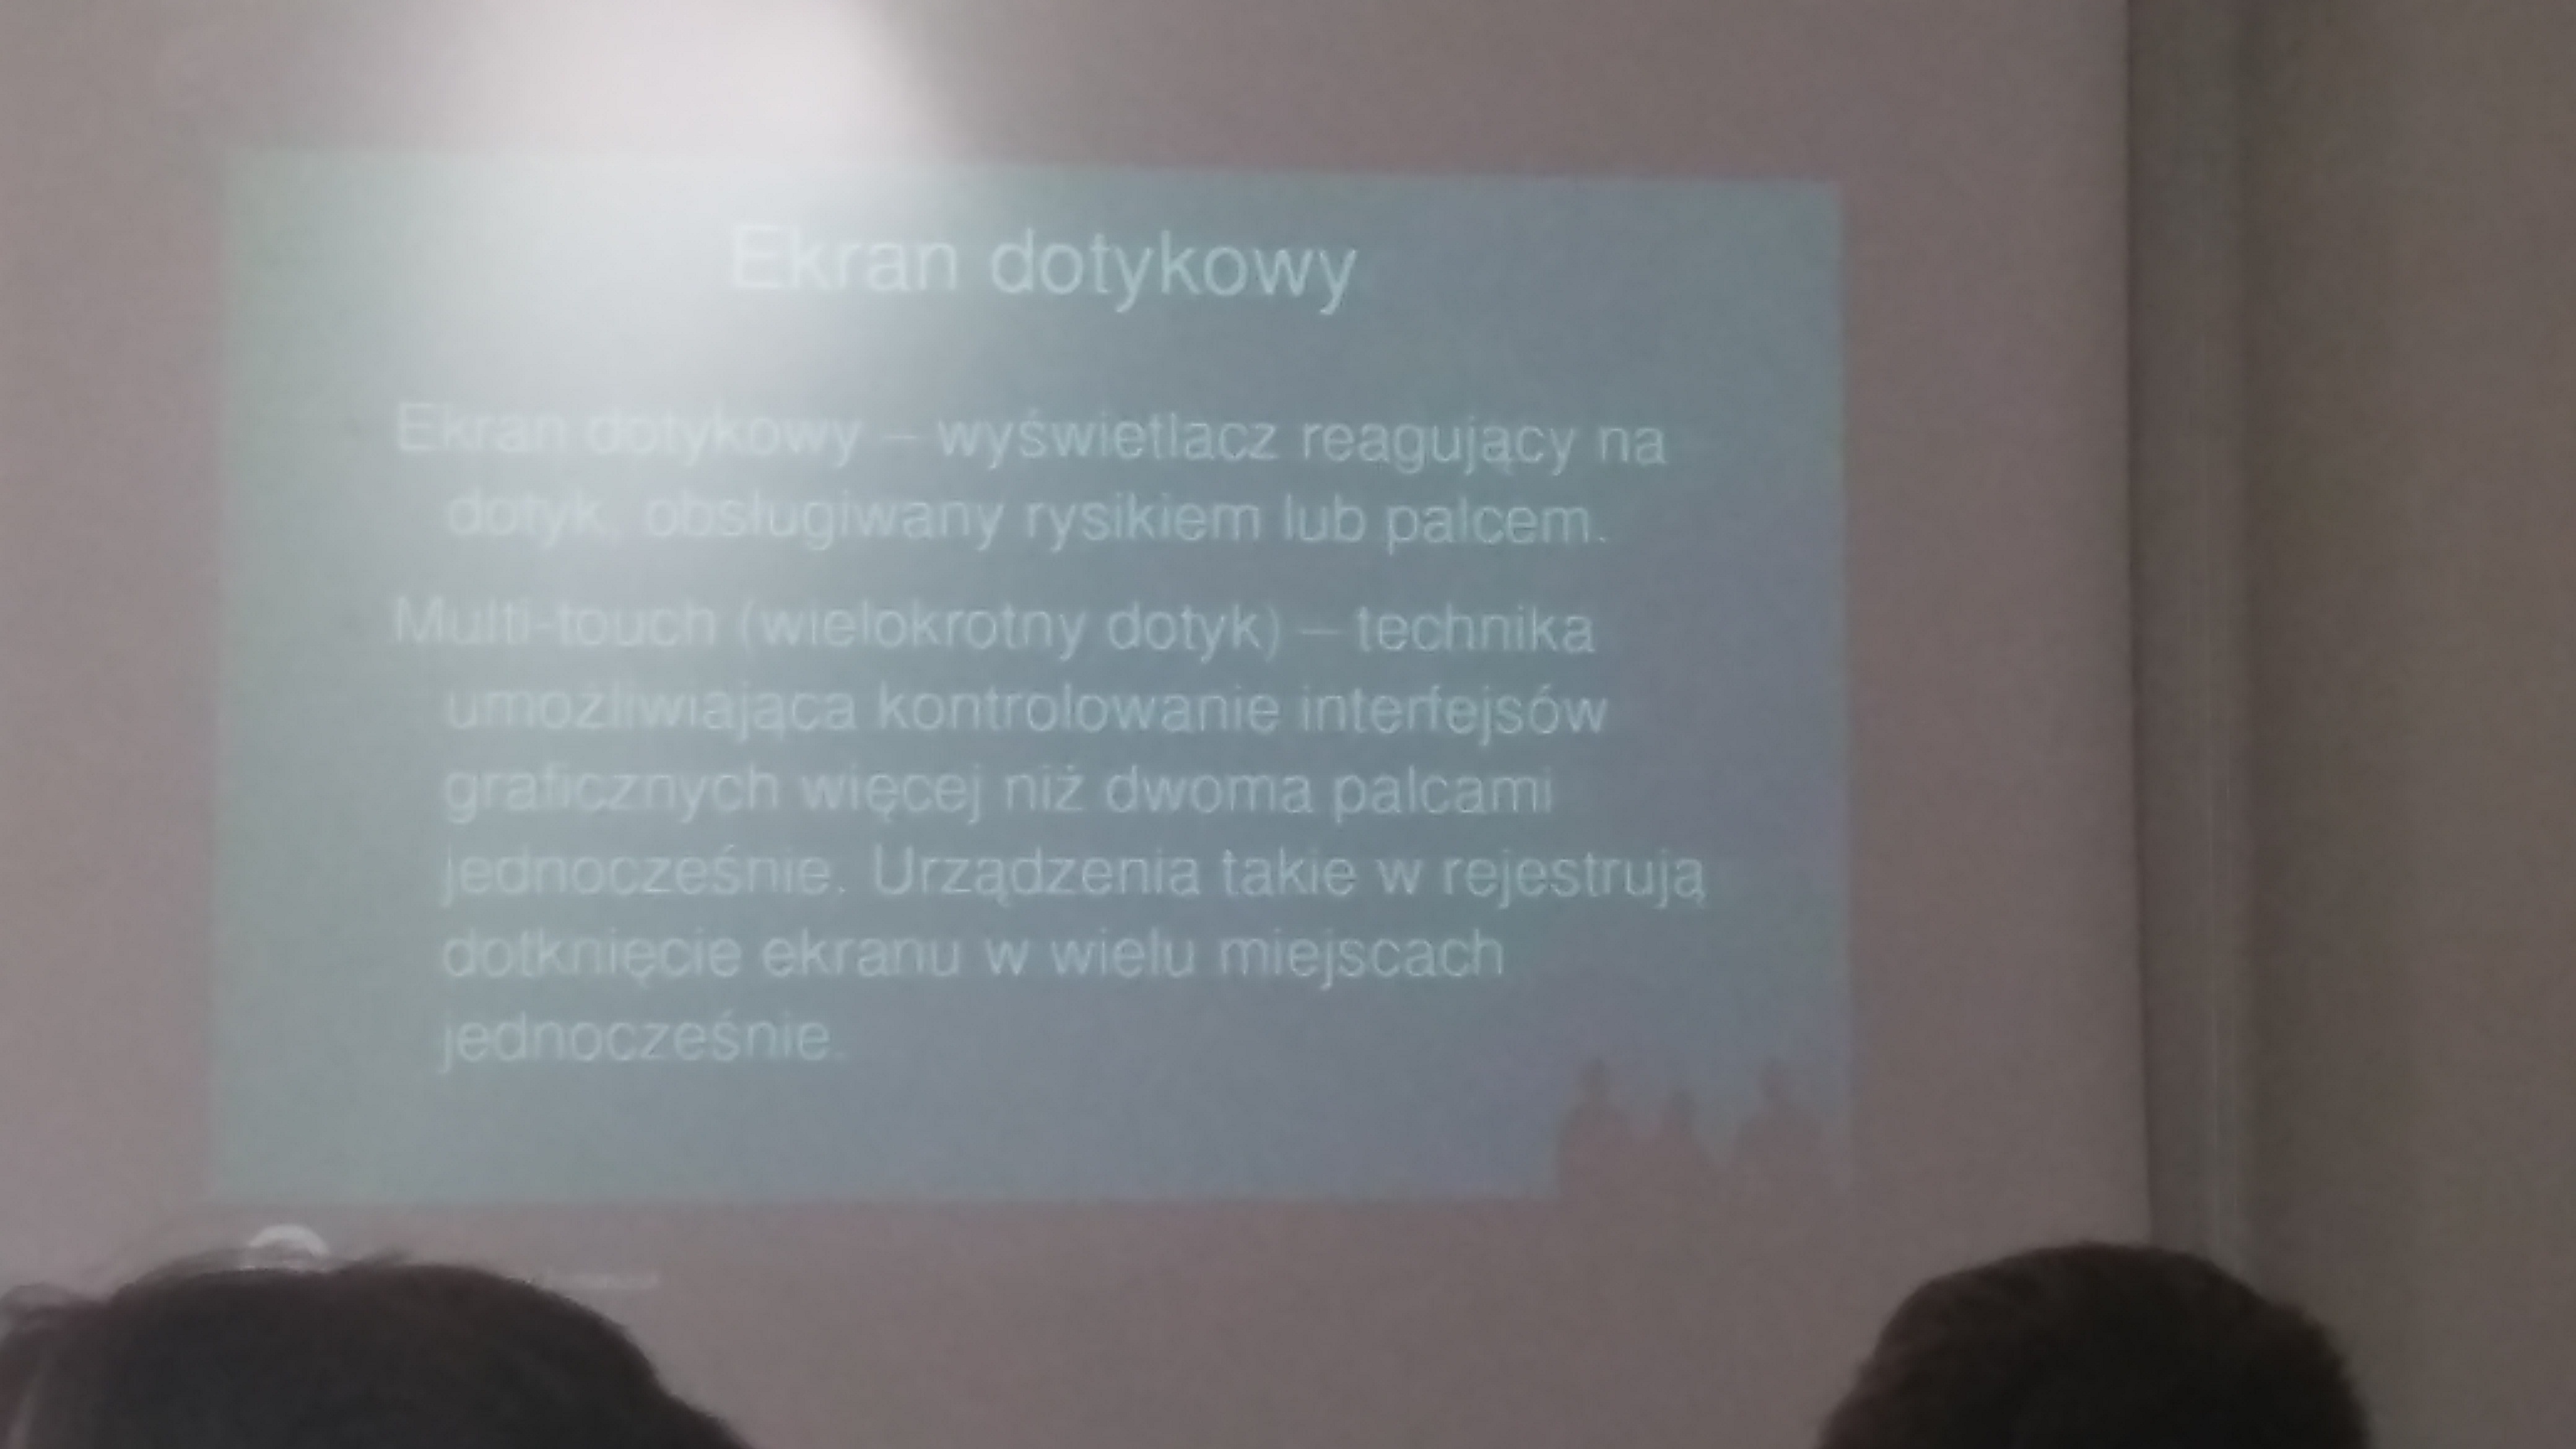 Ekran dotykowy
Ekran dotykowy – wyświetlacz reagujący na
dotyk, obsługiwany rysikiem lub palcem.
Multi-touch (wielokrotny dotyk) – technika
umożliwiająca kontrolowanie interfejsów
graficznych więcej niż dwoma palcami
jednocześnie. Urządzenia takie w rejestrują
dotknięcie ekranu w wielu miejscach
jednocześnie.